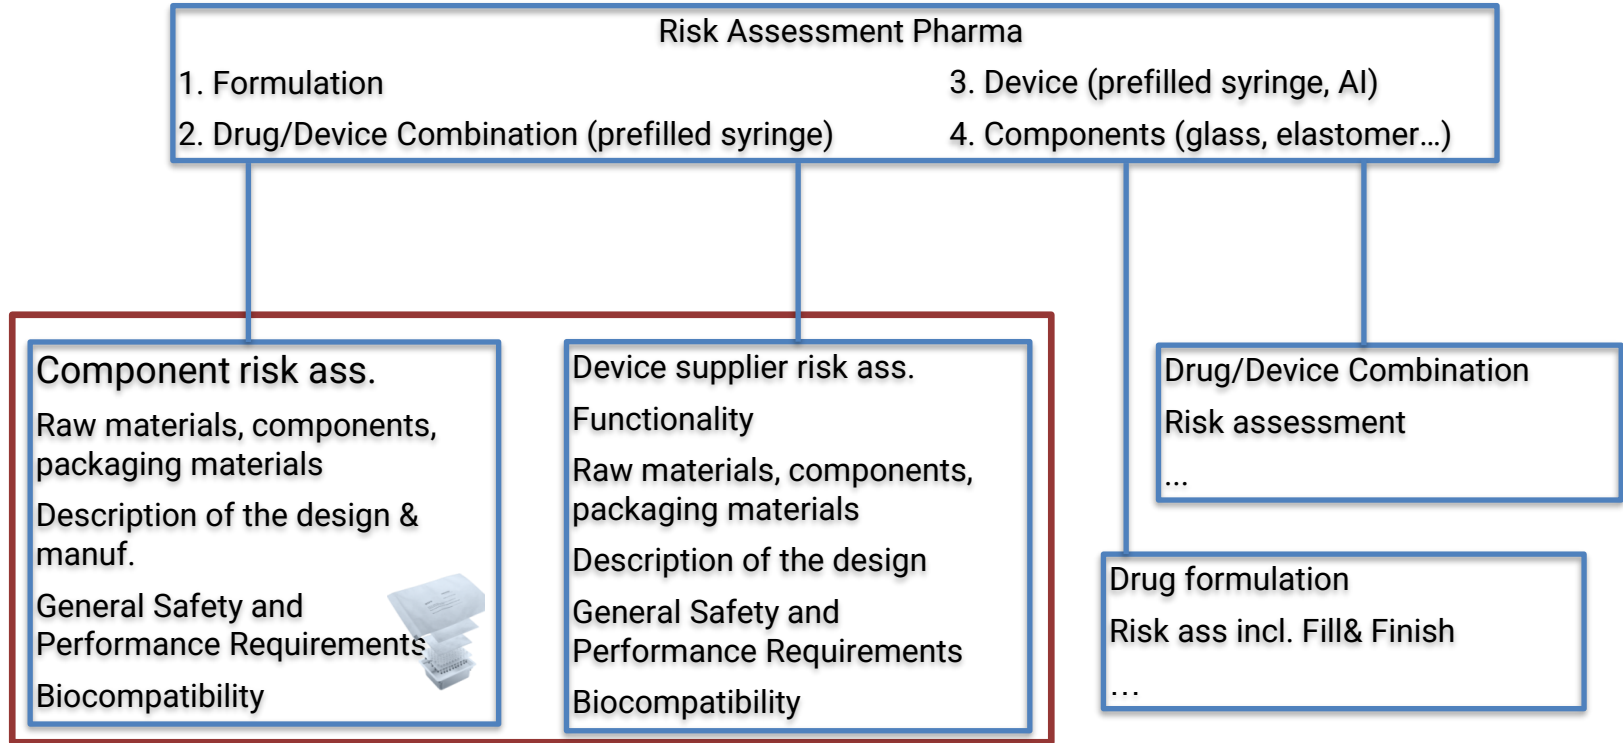 Risk Assessment Pharma
1. Formulation
2. Drug/Device Combination (prefilled syringe)
3. Device (prefilled syringe, AI)
4. Components (glass, elastomer...)
Component risk ass.
Raw materials, components,
packaging materials
Description of the design &
manuf.
General Safety and
Performance Requirements
Biocompatibility
Device supplier risk ass.
Functionality
Raw materials, components,
packaging materials
Description of the design
General Safety and
Performance Requirements
Biocompatibility
Drug/Device Combination
Risk assessment
...
Drug formulation
Risk ass incl. Fill& Finish
...